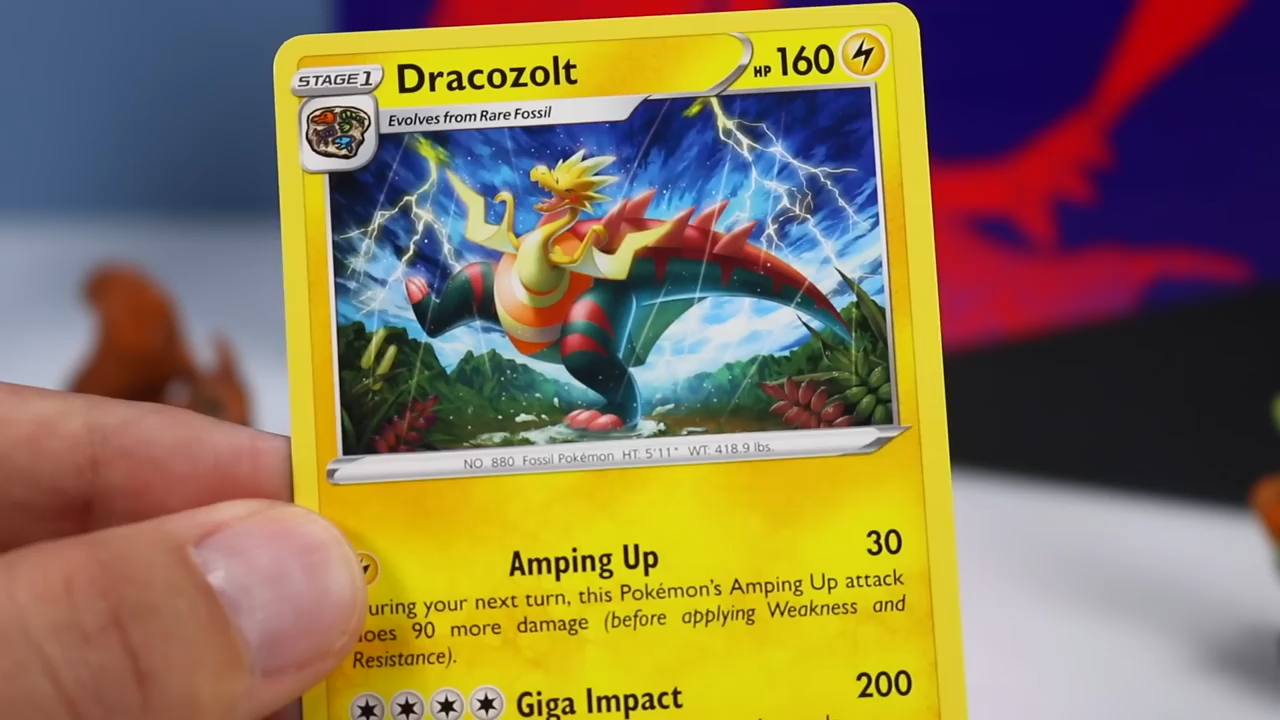 STAGE 1 Dracozolt HP 160
Evolves from Rare Fossil
NO. 880 Fossil Pokémon HT: 5'11" WT: 418.9 lbs.
Amping Up 30
uring your next turn, this Pokémon's Amping Up attack
oes 90 more damage (before applying Weakness and
Resistance).
Giga Impact 200